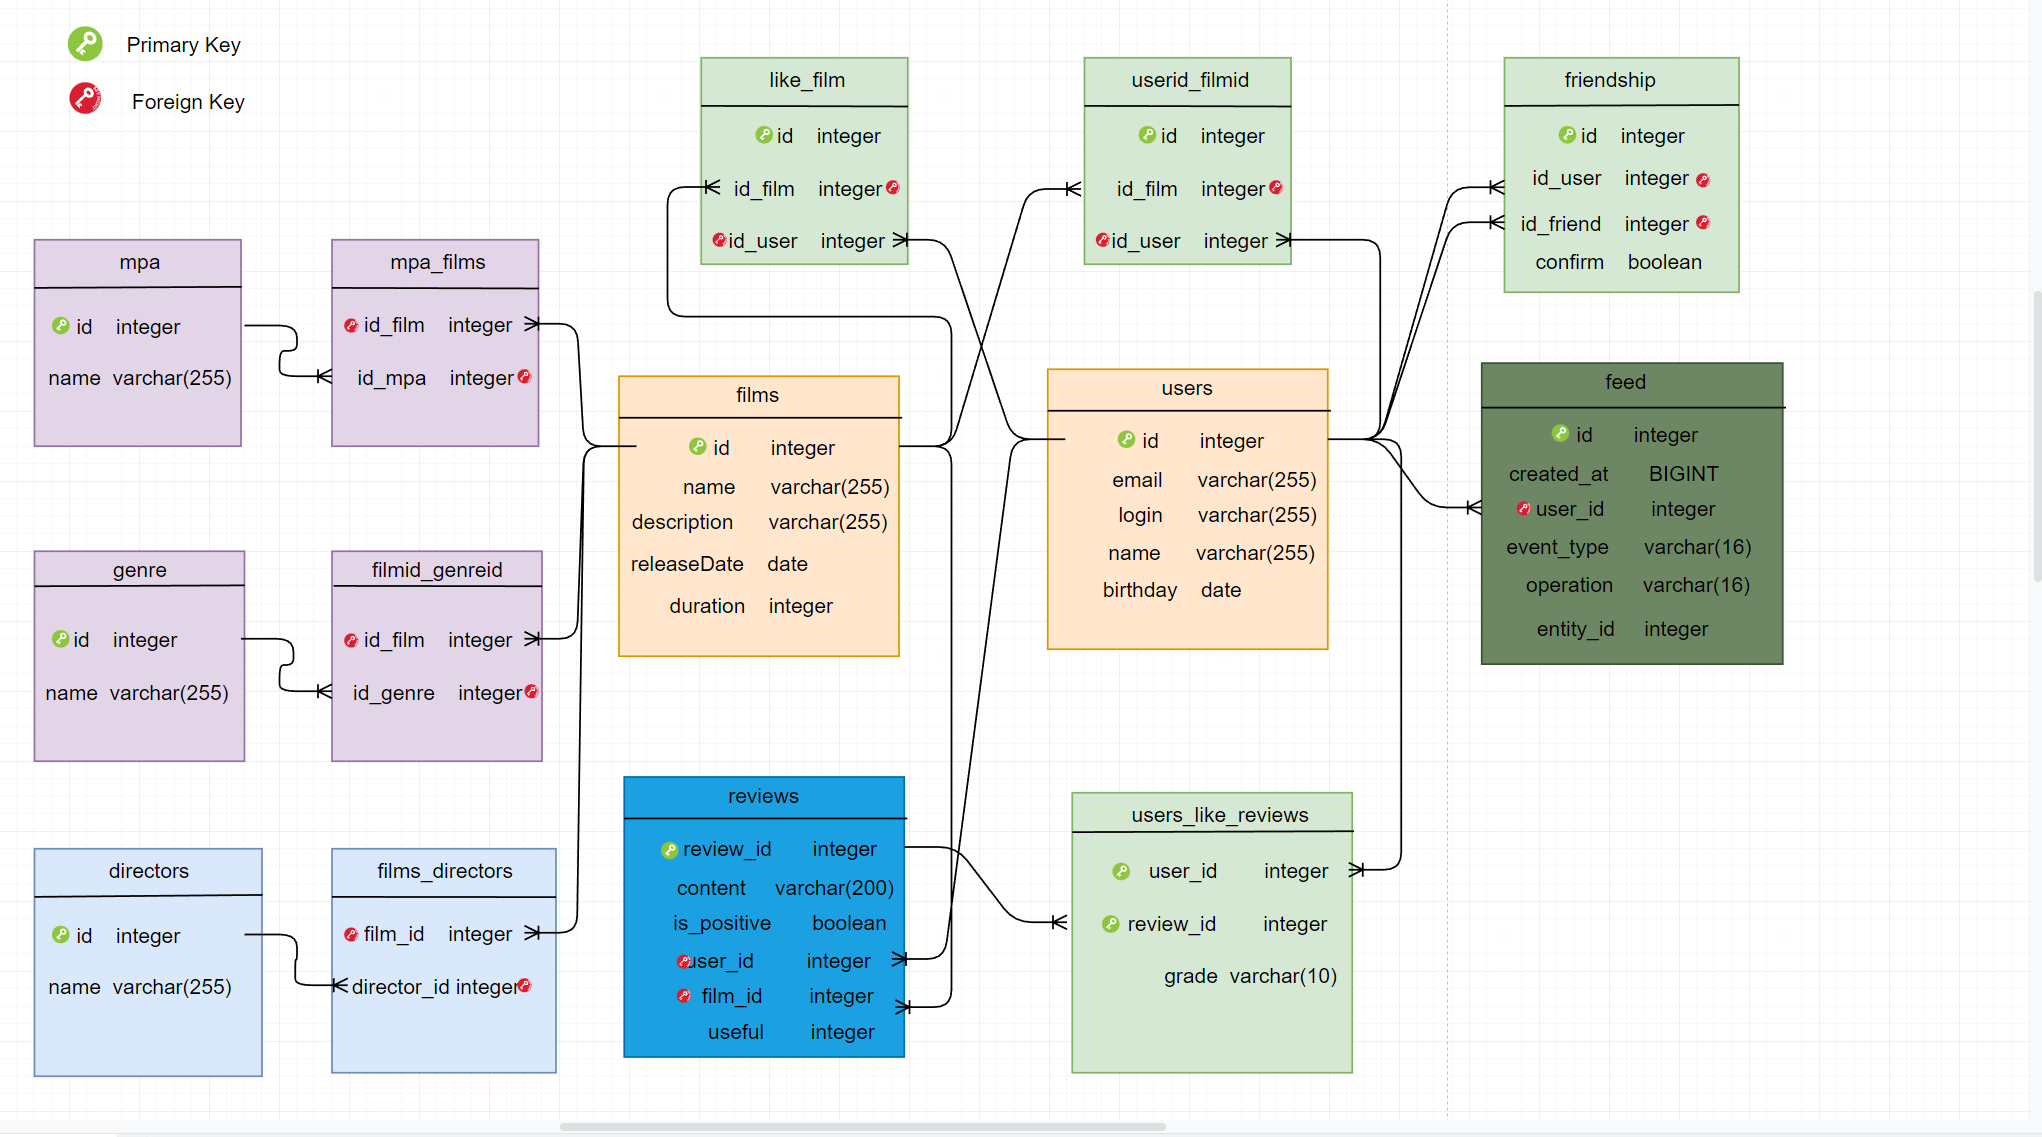 Primary Key
Foreign Key
like_film
id integer
id_film integer
id_user integer
userid_filmid
id integer
id_film integer
id_user integer
friendship
id integer
id_user integer
id_friend integer
confirm boolean
mpa
id integer
name varchar(255)
mpa_films
id_film integer
id_mpa integer
films
id integer
name varchar(255)
description varchar(255)
releaseDate date
duration integer
users
id integer
email varchar(255)
login varchar(255)
name varchar(255)
birthday date
feed
id integer
created_at BIGINT
user_id integer
event_type varchar(16)
operation varchar(16)
entity_id integer
genre
id integer
name varchar(255)
filmid_genreid
id_film integer
id_genre integer
directors
id integer
name varchar(255)
films_directors
film_id integer
director_id integer
reviews
review_id integer
content varchar(200)
is_positive boolean
user_id integer
film_id integer
useful integer
users_like_reviews
user_id integer
review_id integer
grade varchar(10)